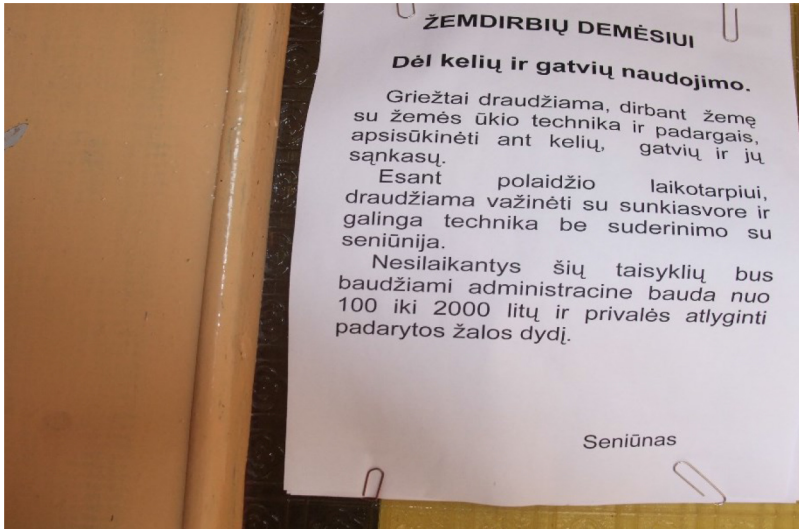 ŽEMDIRBIŲ DEMĖSIUI
Dėl kelių ir gatvių naudojimo.
Griežtai draudžiama, dirbant žemę
su žemės ūkio technika ir padargais,
apsisūkinėti ant kelių, gatvių ir jų
sąnkasų.
Esant polaidžio laikotarpiui,
draudžiama važinėti su sunkiasvore ir
galinga technika be suderinimo su
seniūnija.
Nesilaikantys šių taisyklių bus
baudžiami administracine bauda nuo
100 iki 2000 litų ir privalės atlyginti
padarytos žalos dydį.
Seniūnas